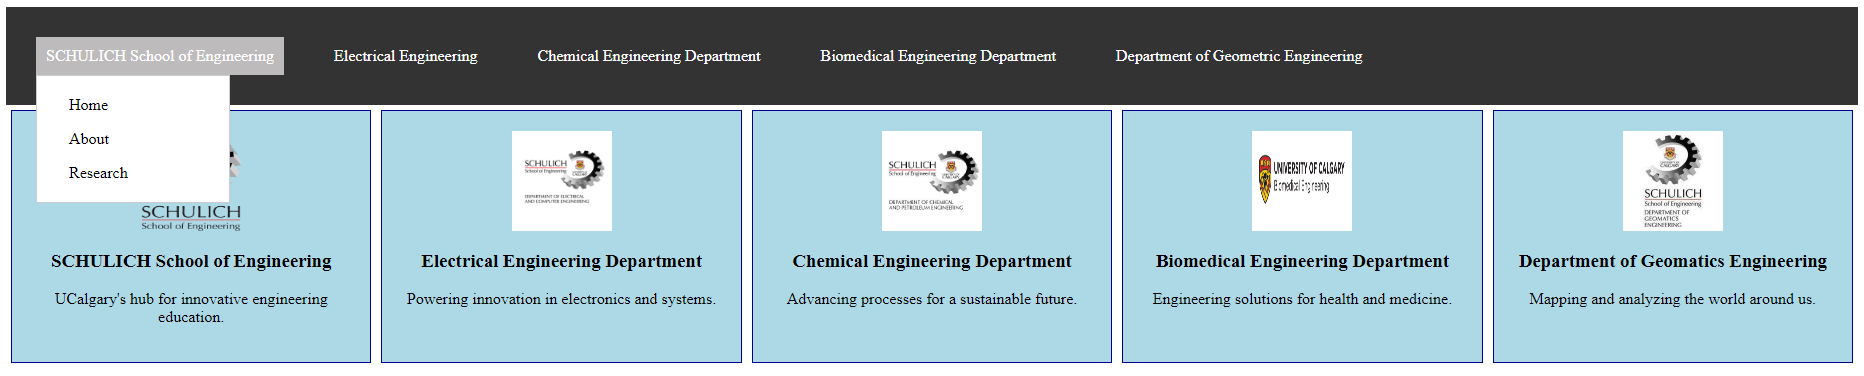 SCHULICH School of Engineering
Electrical Engineering
Chemical Engineering Department
Biomedical Engineering Department
Department of Geometric Engineering
Home
About
Research
SCHULICH
School of Engineering
SCHULICH School of Engineering
UCalgary's hub for innovative engineering
education.
SCHULICH
School of Engineering
DEPARTMENT OF ELECTRICAL
AND COMPUTER ENGINEERING
Electrical Engineering Department
Powering innovation in electronics and systems.
SCHULICH
School of Engineering
DEPARTMENT OF CHEMICAL
AND PETROLEUM ENGINEERING
Chemical Engineering Department
Advancing processes for a sustainable future.
UNIVERSITY OF CALGARY
Biomedical Engineering
Biomedical Engineering Department
Engineering solutions for health and medicine.
SCHULICH
School of Engineering
DEPARTMENT OF
GEOMATICS
ENGINEERING
Department of Geomatics Engineering
Mapping and analyzing the world around us.